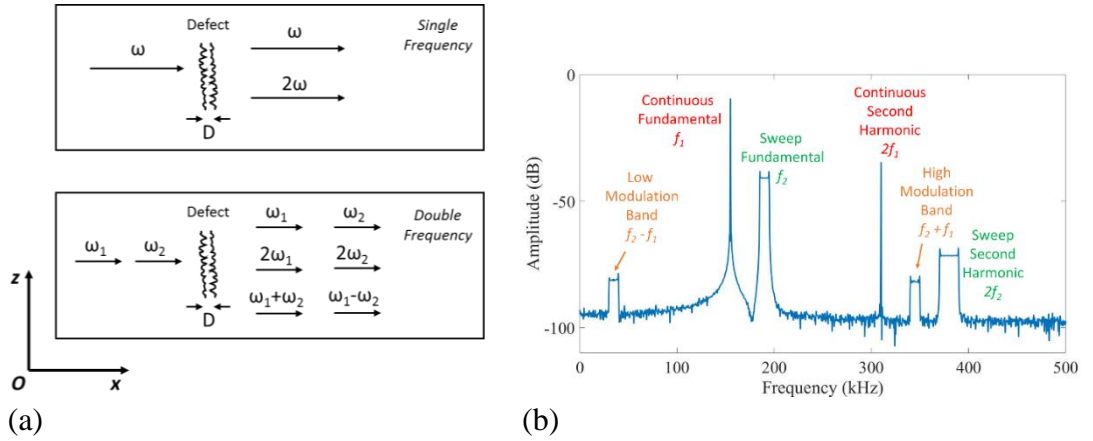 Defect
Single
Frequency
ω
ω
2ω
D
Defect
Double
Frequency
ω₁
ω₂
ω₁
ω₂
2ω₁
2ω₂
ω₁+ω₂
ω₁-ω₂
D
z
O
x
(a)
0
-50
-100
Amplitude (dB)
Continuous
Fundamental
f₁
Sweep
Fundamental
f₂
Continuous
Second
Harmonic
2f₁
Low
Modulation
Band
f₂ - f₁
High
Modulation
Band
f₂ + f₁
Sweep
Second
Harmonic
2f₂
0
100
200
300
400
500
Frequency (kHz)
(b)